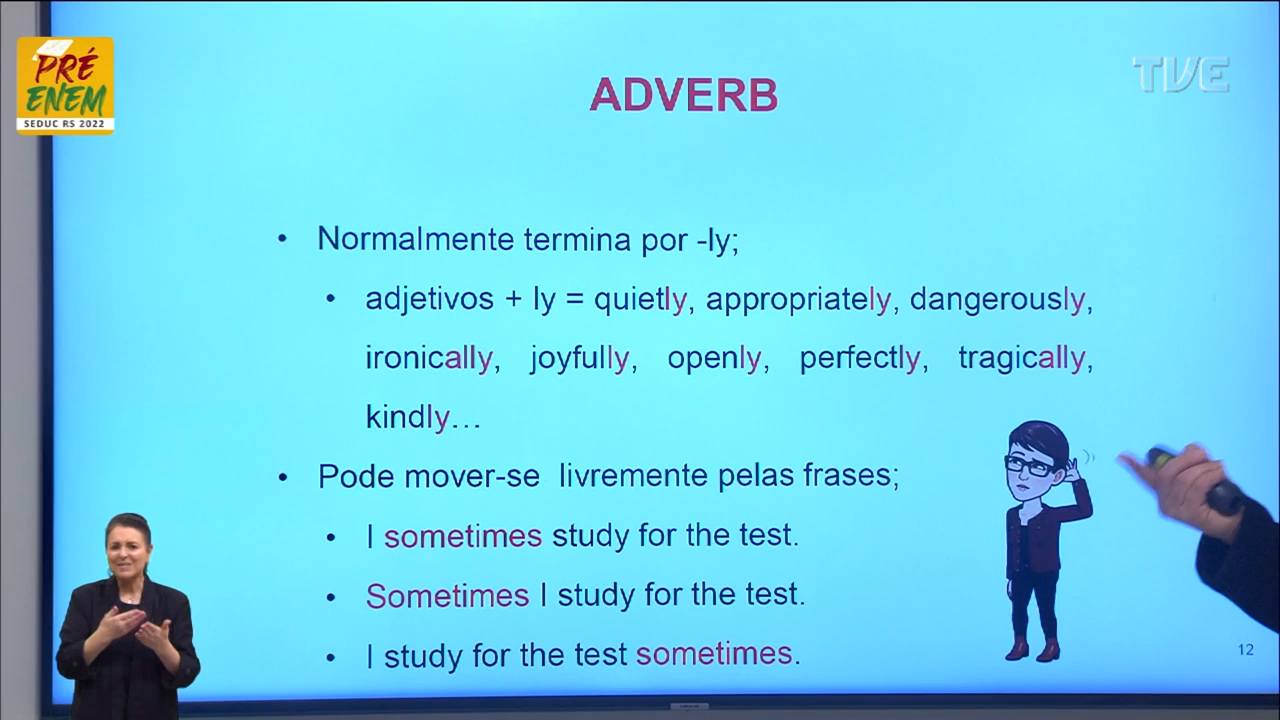 PRÉ
ENEM
SEDUC RS 2022
TVE
ADVERB
• Normalmente termina por -ly;
• adjetivos + ly = quietly, appropriately, dangerously,
ironically, joyfully, openly, perfectly, tragically,
kindly…
• Pode mover-se livremente pelas frases;
• I sometimes study for the test.
• Sometimes I study for the test.
• I study for the test sometimes.
12